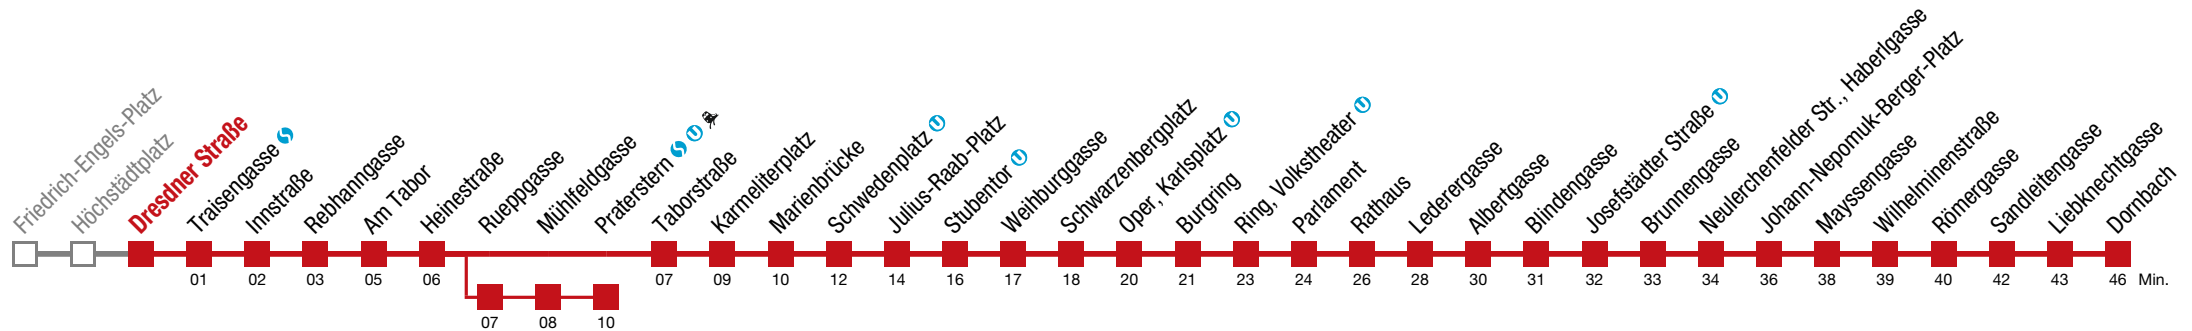 Friedrich-Engels-Platz
Höchstädtplatz
Dresdner Straße
Traisengasse S
Innstraße
Rebhanngasse
Am Tabor
Heinestraße
Rueppgasse
Mühlfeldgasse
Praterstern S U
Taborstraße
Karmeliterplatz
Marienbrücke
Schwedenplatz U
Julius-Raab-Platz
Stubentor U
Weihburggasse
Schwarzenbergplatz
Oper, Karlsplatz U
Burgring
Ring, Volkstheater U
Parlament
Rathaus
Lederergasse
Albertgasse
Blindengasse
Josefstädter Straße U
Brunnengasse
Neulerchenfelder Str., Haberlgasse
Johann-Nepomuk-Berger-Platz
Mayssengasse
Wilhelminenstraße
Römergasse
Sandleitengasse
Liebknechtgasse
Dornbach
01 02 03 05 06 07 09 10 12 14 16 17 18 20 21 23 24 26 28 30 31 32 33 34 36 38 39 40 42 43 46 Min.
07 08 10